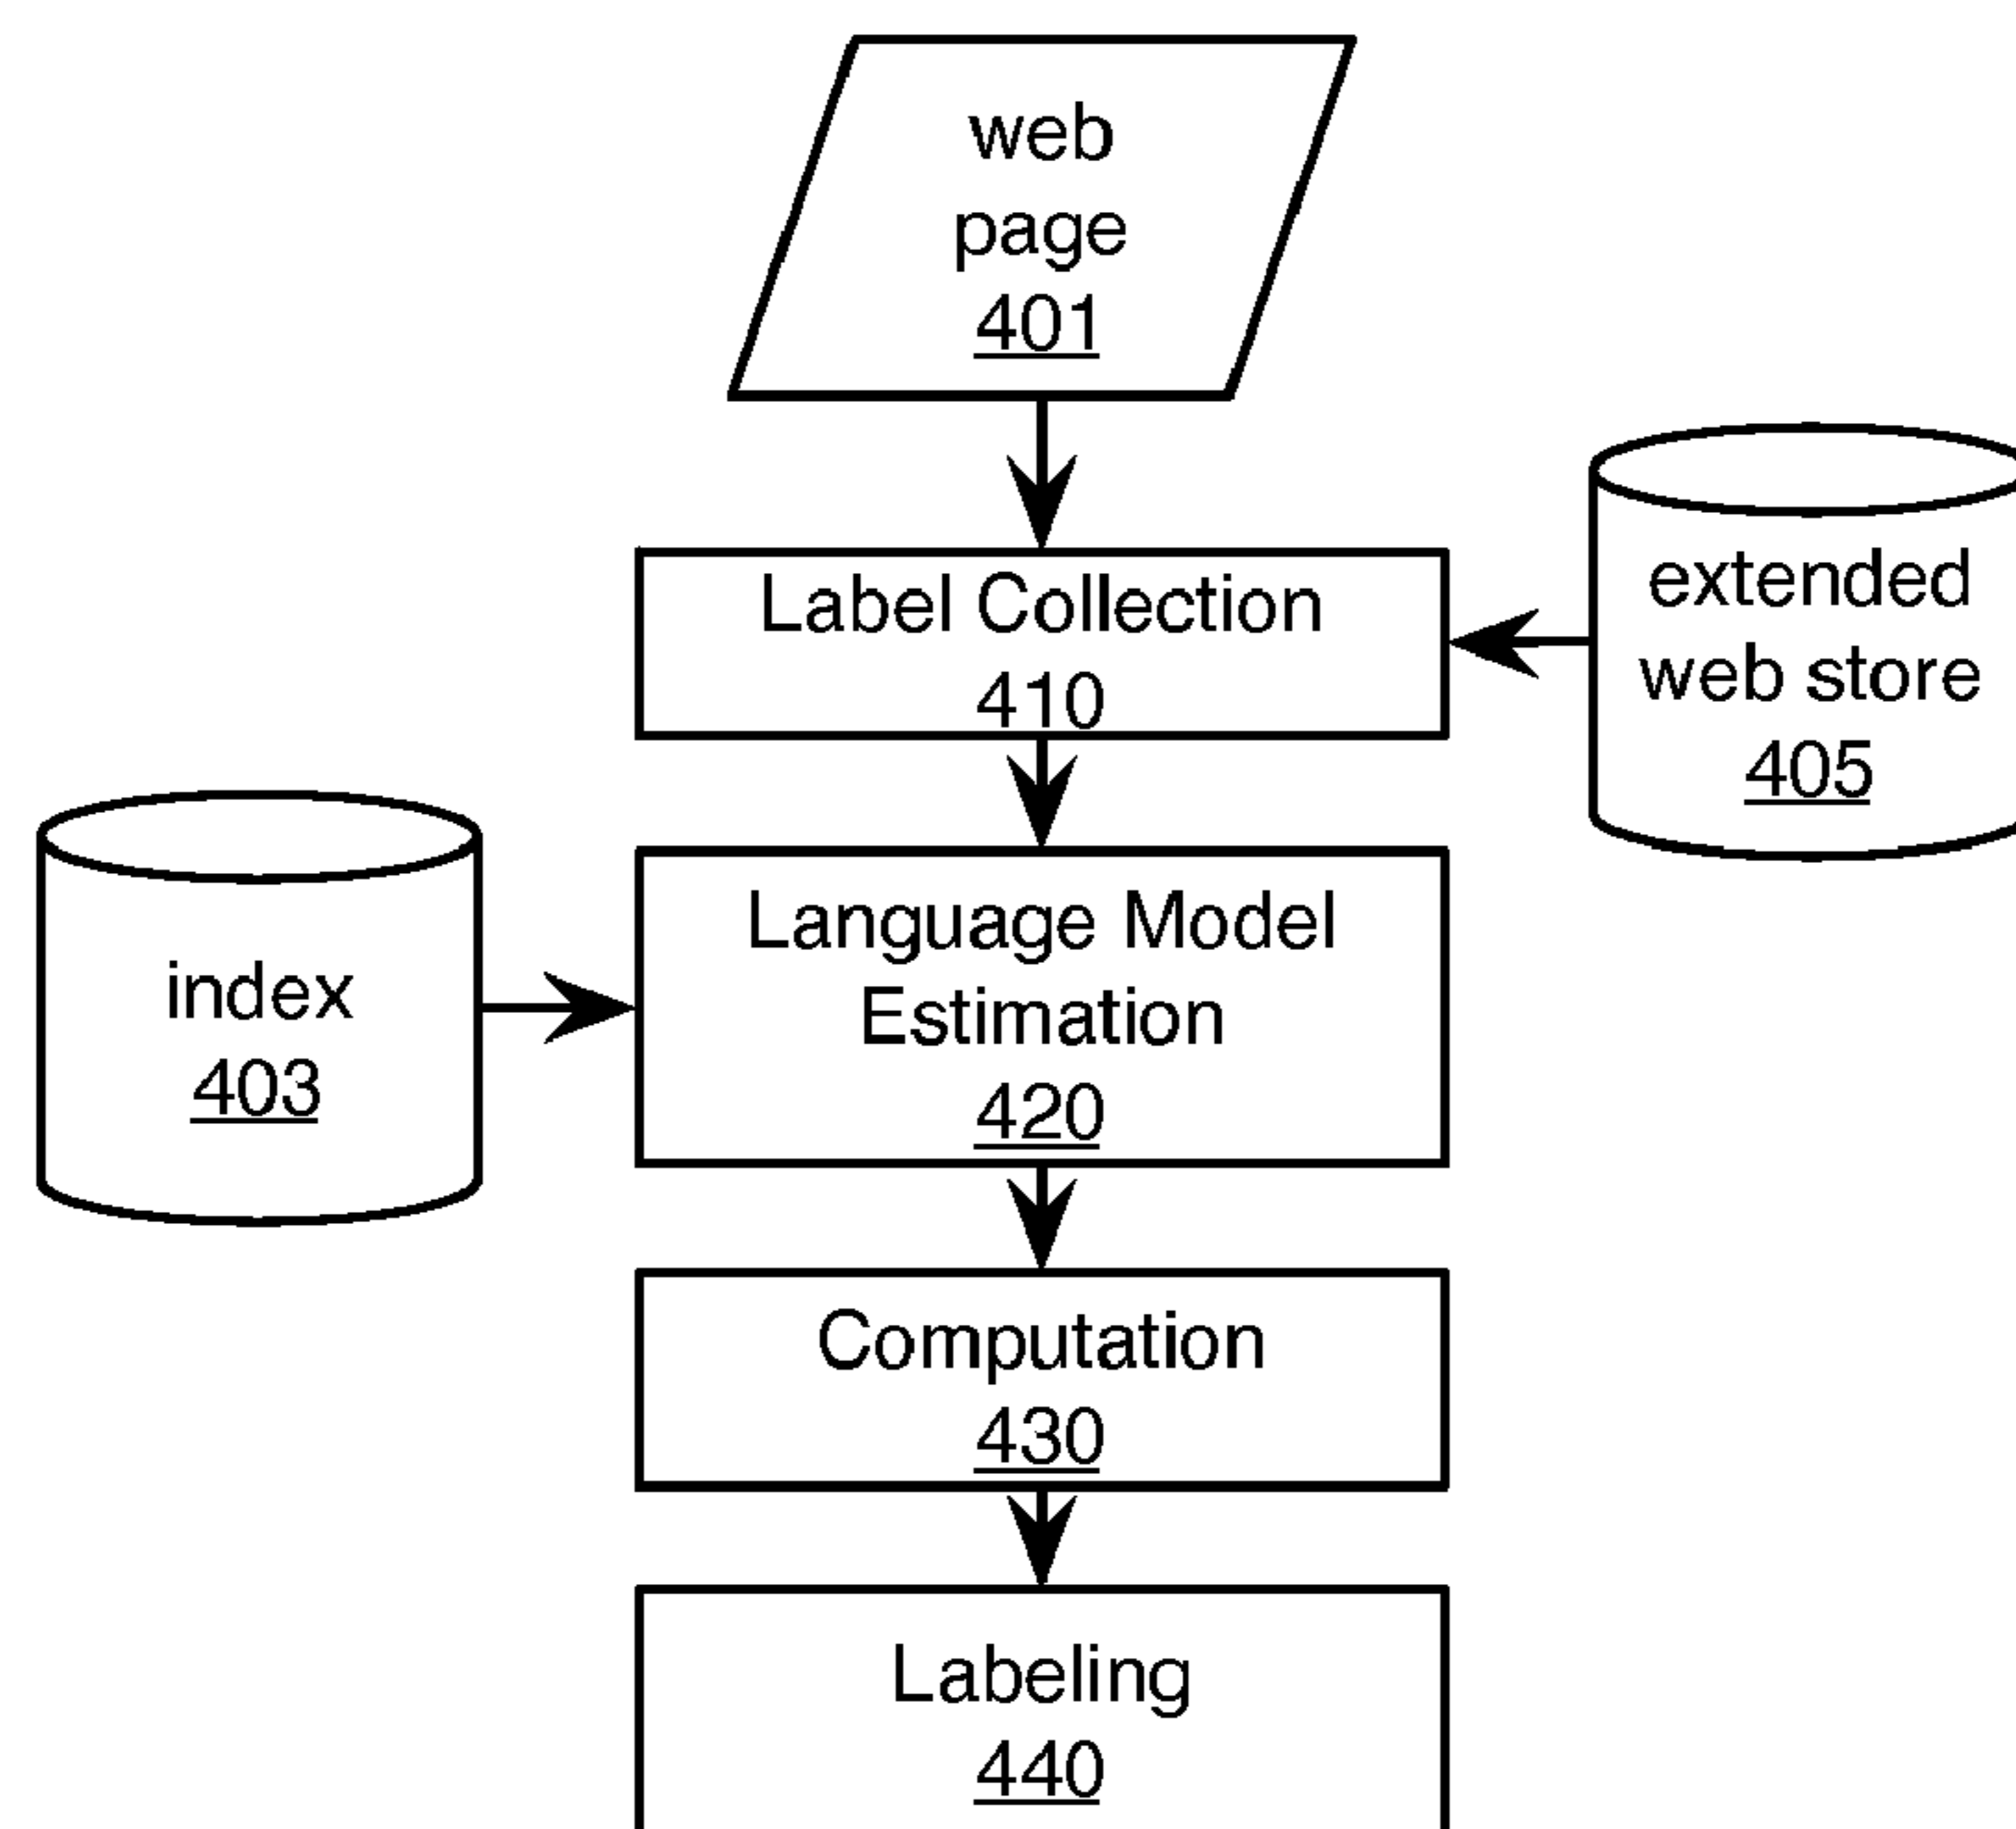 web
page
401
Label Collection
410
extended
web store
405
index
403
Language Model
Estimation
420
Computation
430
Labeling
440